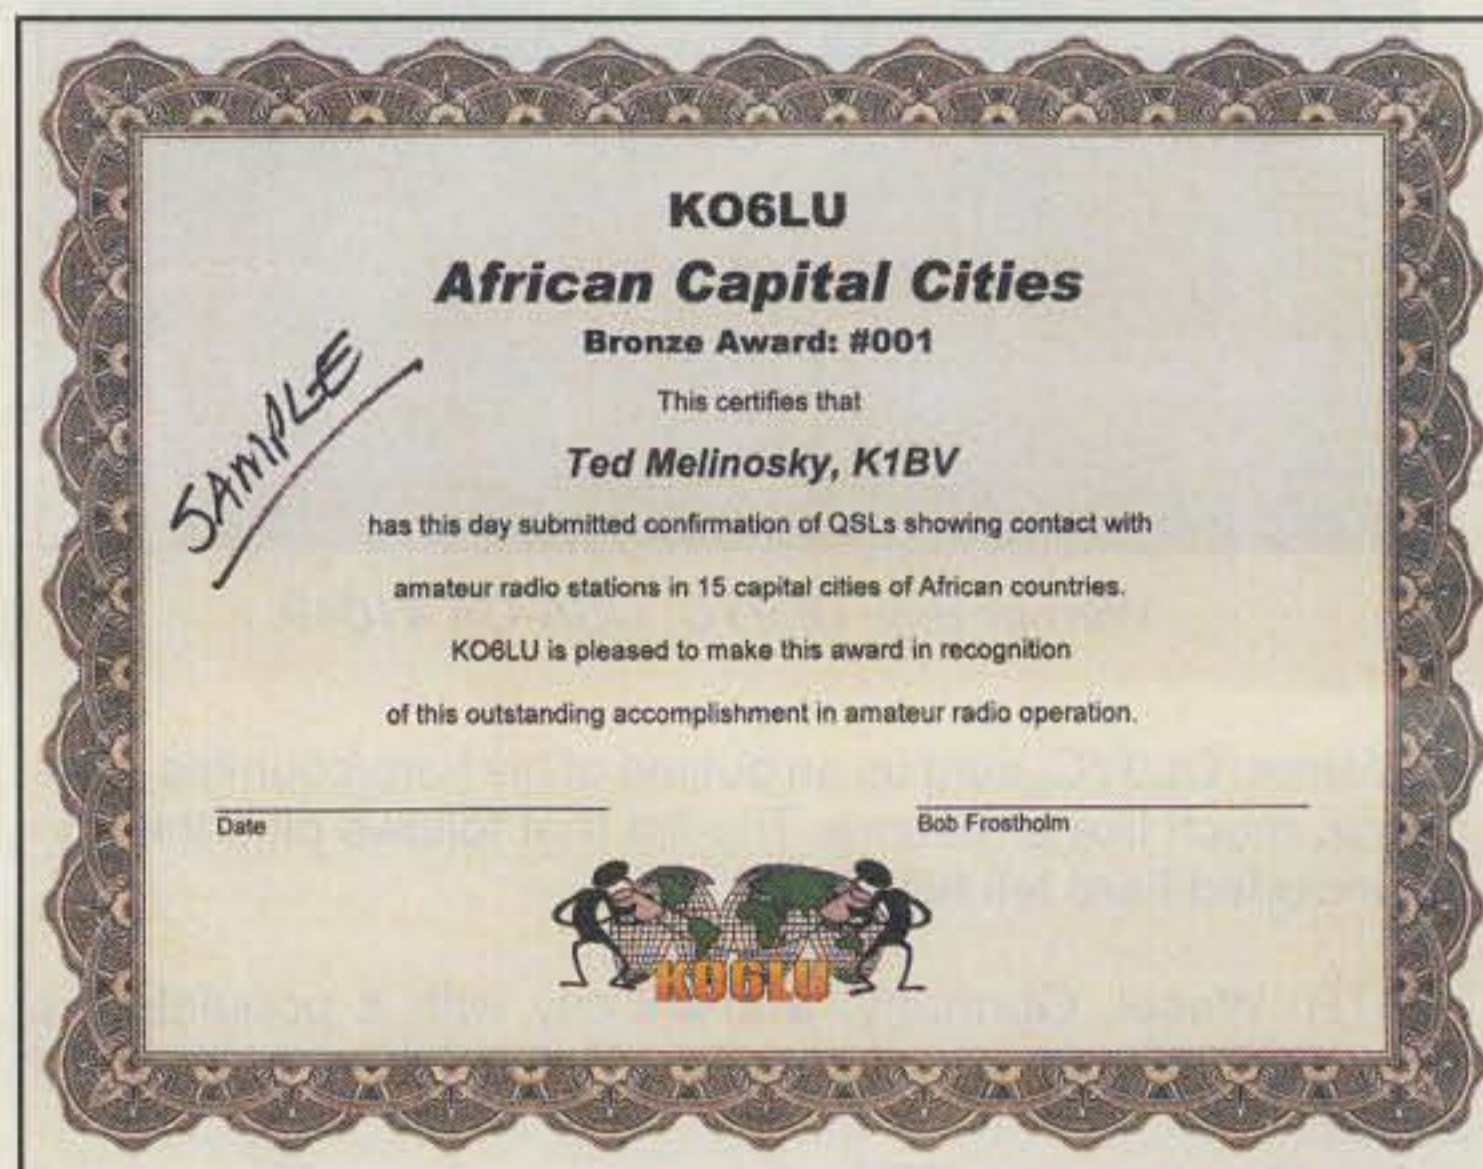 KO6LU
African Capital Cities
Bronze Award: #001
This certifies that
SAMPLE
Ted Melinosky, K1BV
has this day submitted confirmation of QSLs showing contact with
amateur radio stations in 15 capital cities of African countries.
KO6LU is pleased to make this award in recognition
of this outstanding accomplishment in amateur radio operation.
Date
Bob Frostholm
KO6LU